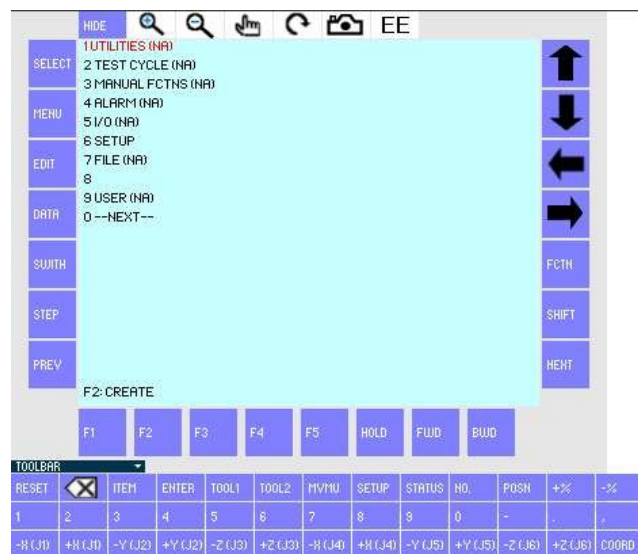 HIDE EE
1 UTILITIES (NA)
2 TEST CYCLE (NA)
3 MANUAL FCTNS (NA)
4 ALARM (NA)
5 I/O (NA)
6 SETUP
7 FILE (NA)
8
9 USER (NA)
0 --NEXT--
F2: CREATE
SELECT
MENU
EDIT
DATA
SWITH
STEP
PREV
FCTN
SHIFT
NEXT
F1 F2 F3 F4 F5 HOLD FWD BWD
TOOLBAR
RESET ITEM ENTER TOOL1 TOOL2 MVMU SETUP STATUS NO. POSN +% -%
1 2 3 4 5 6 7 8 9 0 - . ,
-X (J1) +X (J1) -Y (J2) +Y (J2) -Z (J3) +Z (J3) -X (J4) +X (J4) -Y (J5) +Y (J5) -Z (J6) +Z (J6) COORD